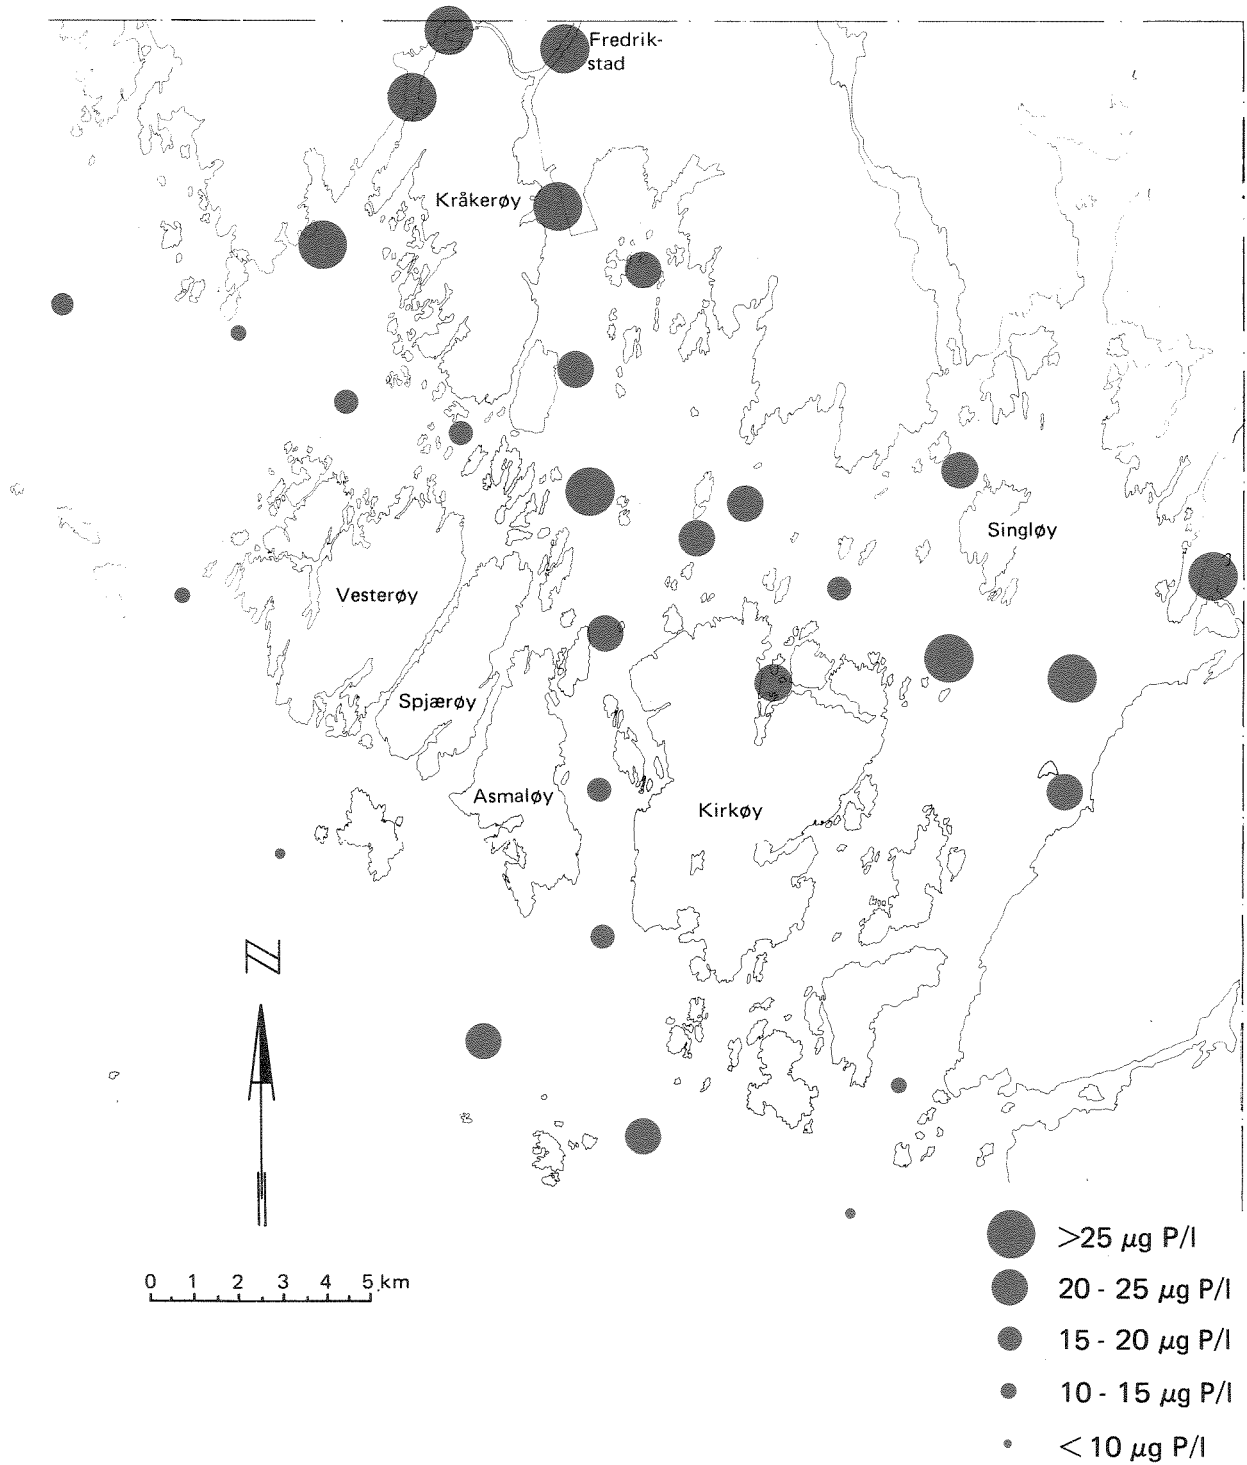 Fredrik-
stad
Kråkerøy
Singløy
Vesterøy
Spjærøy
Asmaløy
Kirkøy
N
0 1 2 3 4 5 km
>25 µg P/l
20 - 25 µg P/l
15 - 20 µg P/l
10 - 15 µg P/l
<10 µg P/l